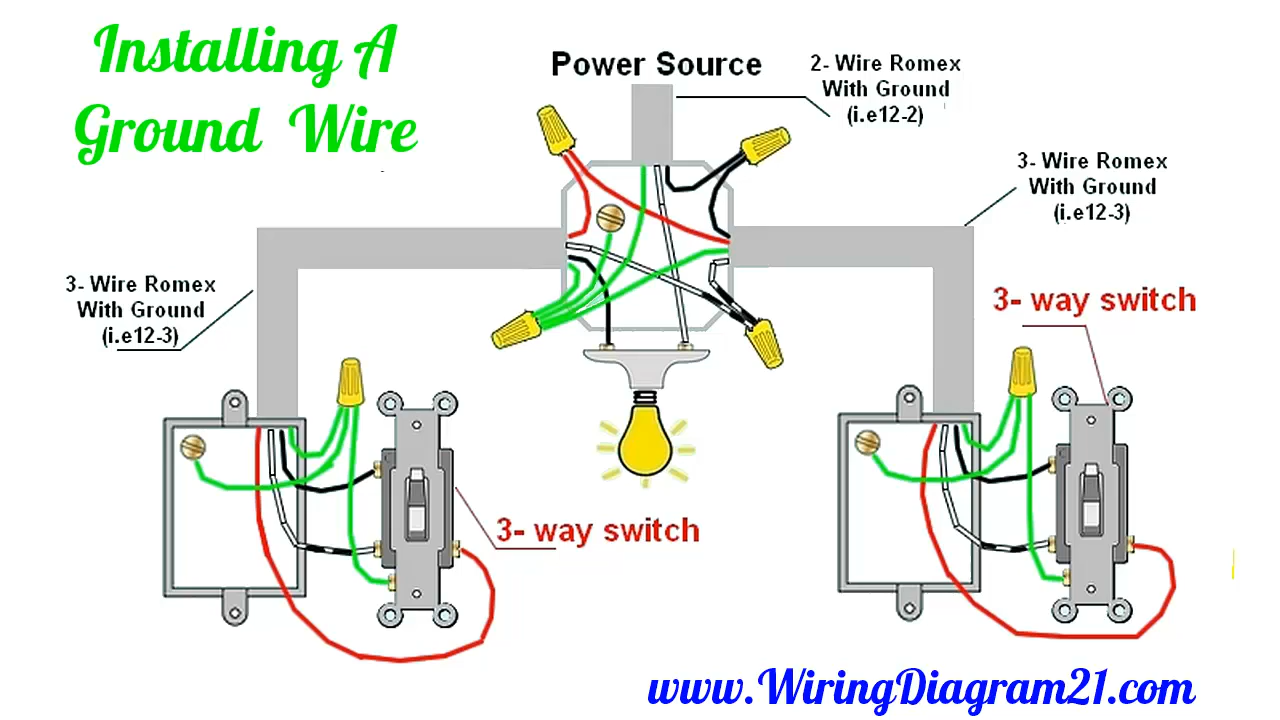 Installing A
Ground Wire
Power Source
2- Wire Romex
With Ground
(i.e12-2)
3- Wire Romex
With Ground
(i.e12-3)
3- Wire Romex
With Ground
(i.e12-3)
3- way switch
3- way switch
www.WiringDiagram21.com